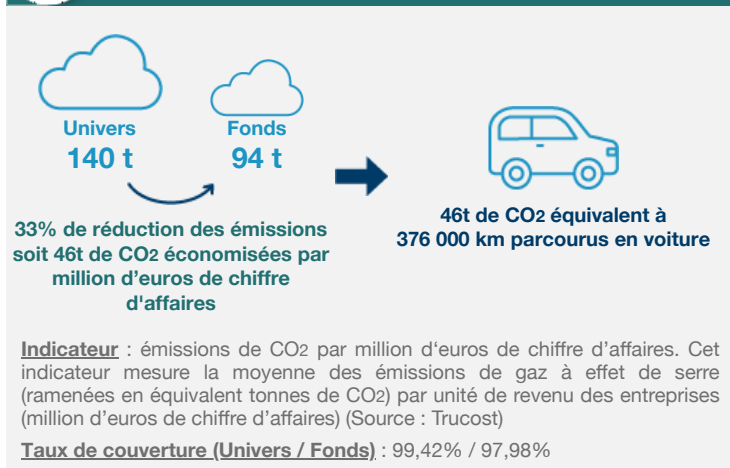 Univers
Fonds
140 t
94 t
33% de réduction des émissions
soit 46t de CO2 économisées par
million d’euros de chiffre
d'affaires
46t de CO2 équivalent à
376 000 km parcourus en voiture
Indicateur : émissions de CO2 par million d‘euros de chiffre d’affaires. Cet
indicateur mesure la moyenne des émissions de gaz à effet de serre
(ramenées en équivalent tonnes de CO2) par unité de revenu des entreprises
(million d’euros de chiffre d’affaires) (Source : Trucost)
Taux de couverture (Univers / Fonds) : 99,42% / 97,98%